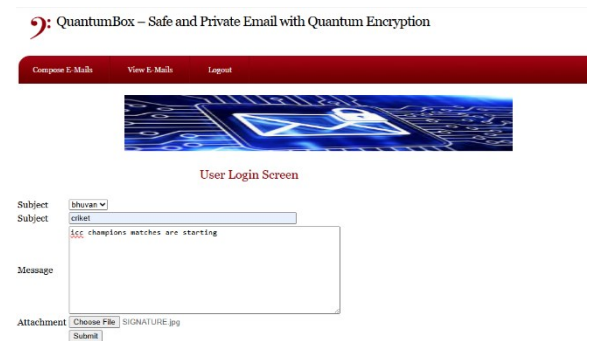 QuantumBox – Safe and Private Email with Quantum Encryption
Compose E-Mails View E-Mails Logout
User Login Screen
Subject bhuvan
Subject criket
icc champions matches are starting
Message
Attachment Choose File SIGNATURE.jpg
Submit